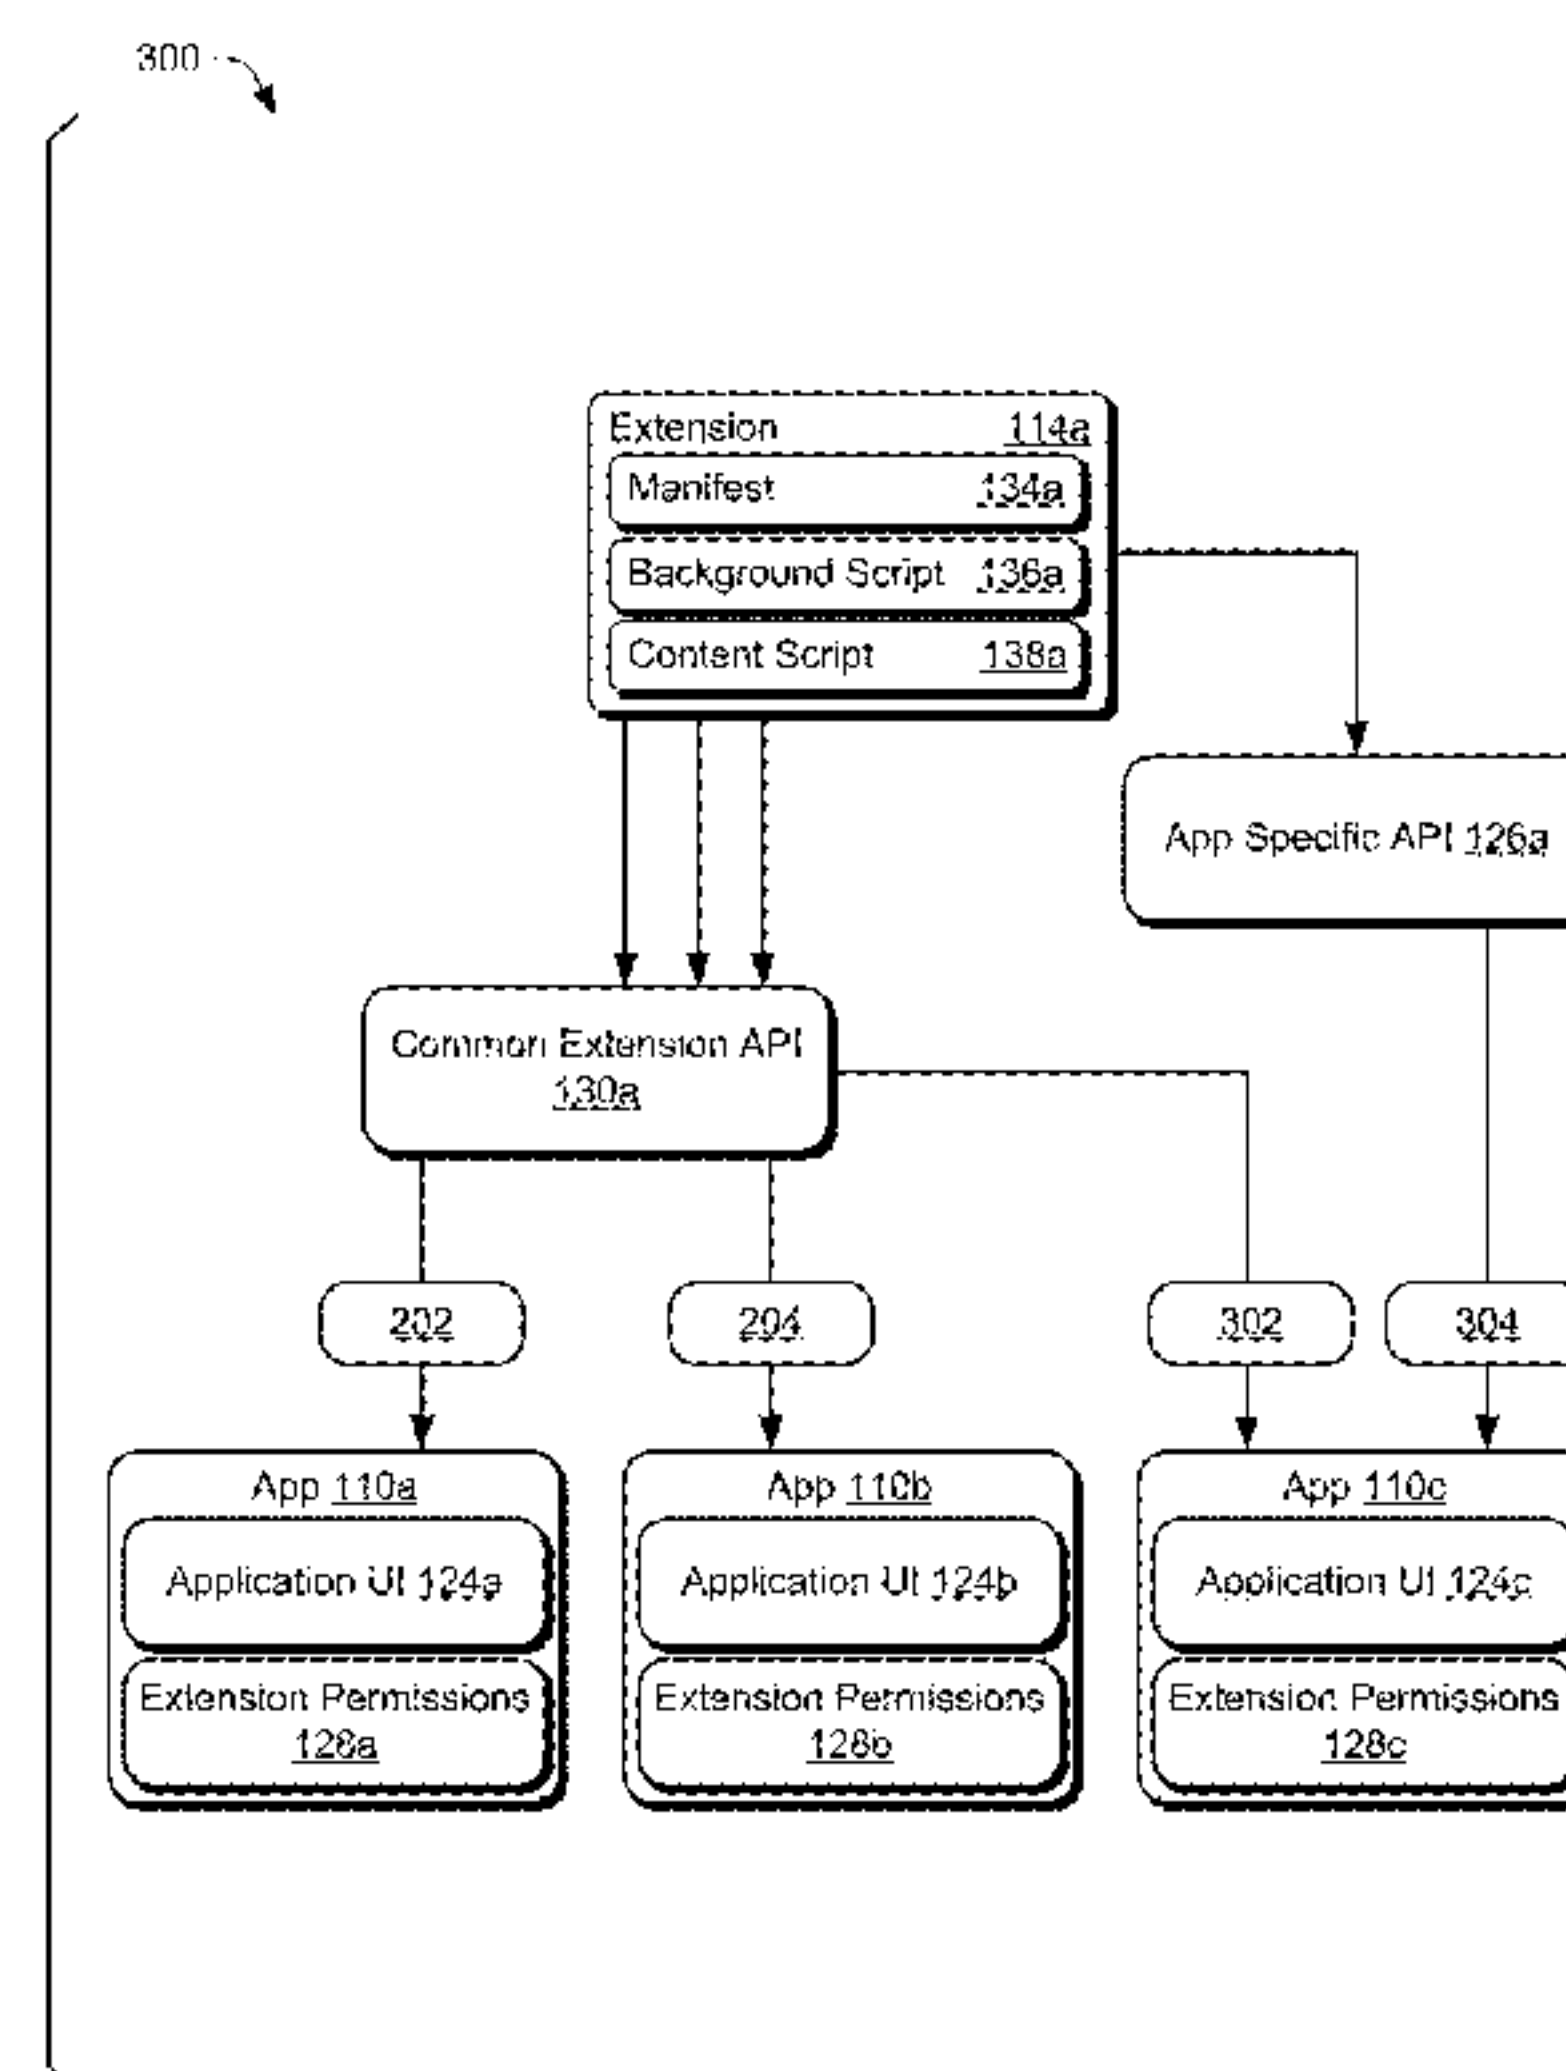 300
Extension 114a
Manifest 134a
Background Script 136a
Content Script 138a
App Specific API 126a
Common Extension API
130a
202 204 302 304
App 110a App 110b App 110c
Application UI 124a Application UI 124b Application UI 124c
Extension Permissions Extension Permissions Extension Permissions
128a 128b 128c